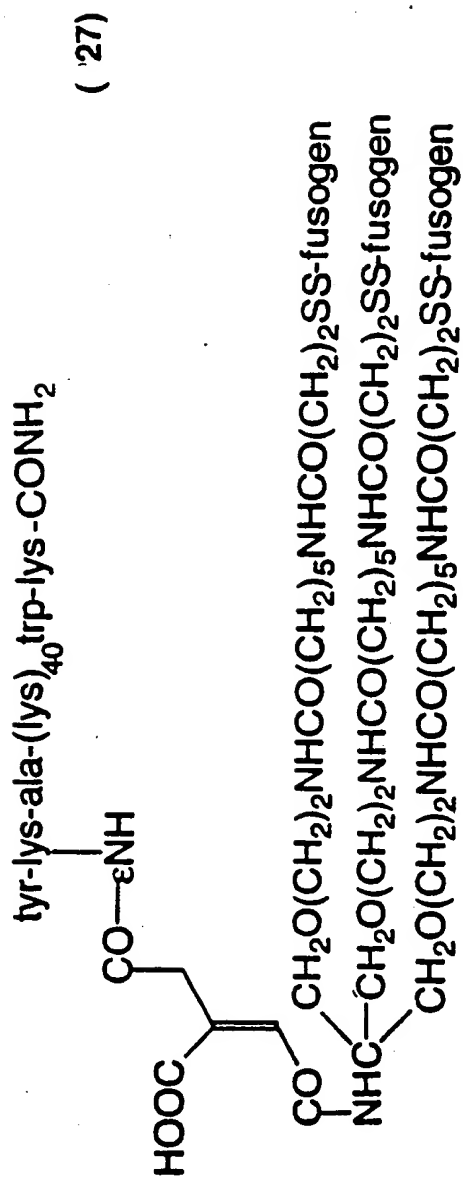 ( '27)
tyr-lys-ala-(lys)40trp-lys-CONH2
CO—εNH
HOOC
CO
NHC
CH2O(CH2)2NHCO(CH2)5NHCO(CH2)2SS-fusogen
CH2O(CH2)2NHCO(CH2)5NHCO(CH2)2SS-fusogen
CH2O(CH2)2NHCO(CH2)5NHCO(CH2)2SS-fusogen